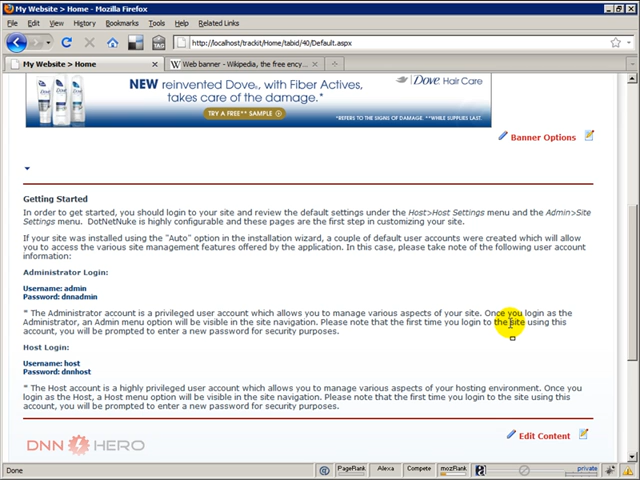 My Website > Home - Mozilla Firefox
File Edit View History Bookmarks Tools Help Related Links
http://localhost/trackit/Home/tabid/40/Default.aspx
My Website > Home
Web banner - Wikipedia, the free ency...
NEW reinvented Dove®, with Fiber Actives,
takes care of the damage.*
Dove Hair Care
TRY A FREE** SAMPLE
*REFERS TO THE SIGNS OF DAMAGE. **WHILE SUPPLIES LAST.
Banner Options
Getting Started
In order to get started, you should login to your site and review the default settings under the Host>Host Settings menu and the Admin>Site
Settings menu. DotNetNuke is highly configurable and these pages are the first step in customizing your site.
If your site was installed using the "Auto" option in the installation wizard, a couple of default user accounts were created which will allow
you to access the various site management features offered by the application. In this case, please take note of the following user account
information:
Administrator Login:
Username: admin
Password: dnnadmin
* The Administrator account is a privileged user account which allows you to manage various aspects of your site. Once you login as the
Administrator, an Admin menu option will be visible in the site navigation. Please note that the first time you login to the site using this
account, you will be prompted to enter a new password for security purposes.
Host Login:
Username: host
Password: dnnhost
* The Host account is a highly privileged user account which allows you to manage various aspects of your hosting environment. Once you
login as the Host, a Host menu option will be visible in the site navigation. Please note that the first time you login to the site using this
account, you will be prompted to enter a new password for security purposes.
Edit Content
DNN HERO
Done
PageRank
Alexa
Compete
mozRank
private